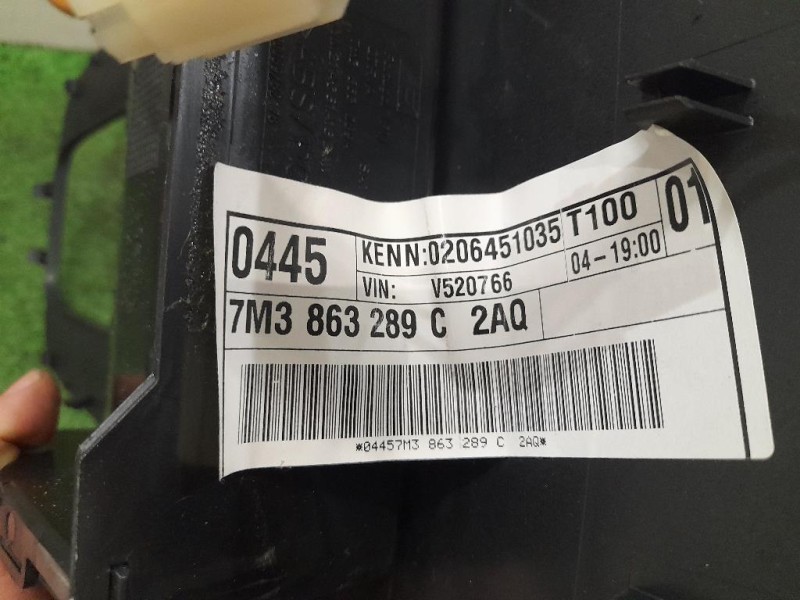 0445 KENN:0206451035 T100 01
VIN: V520766 04-19:00
7M3 863 289 C 2AQ
*04457M3 863 289 C 2AQ*